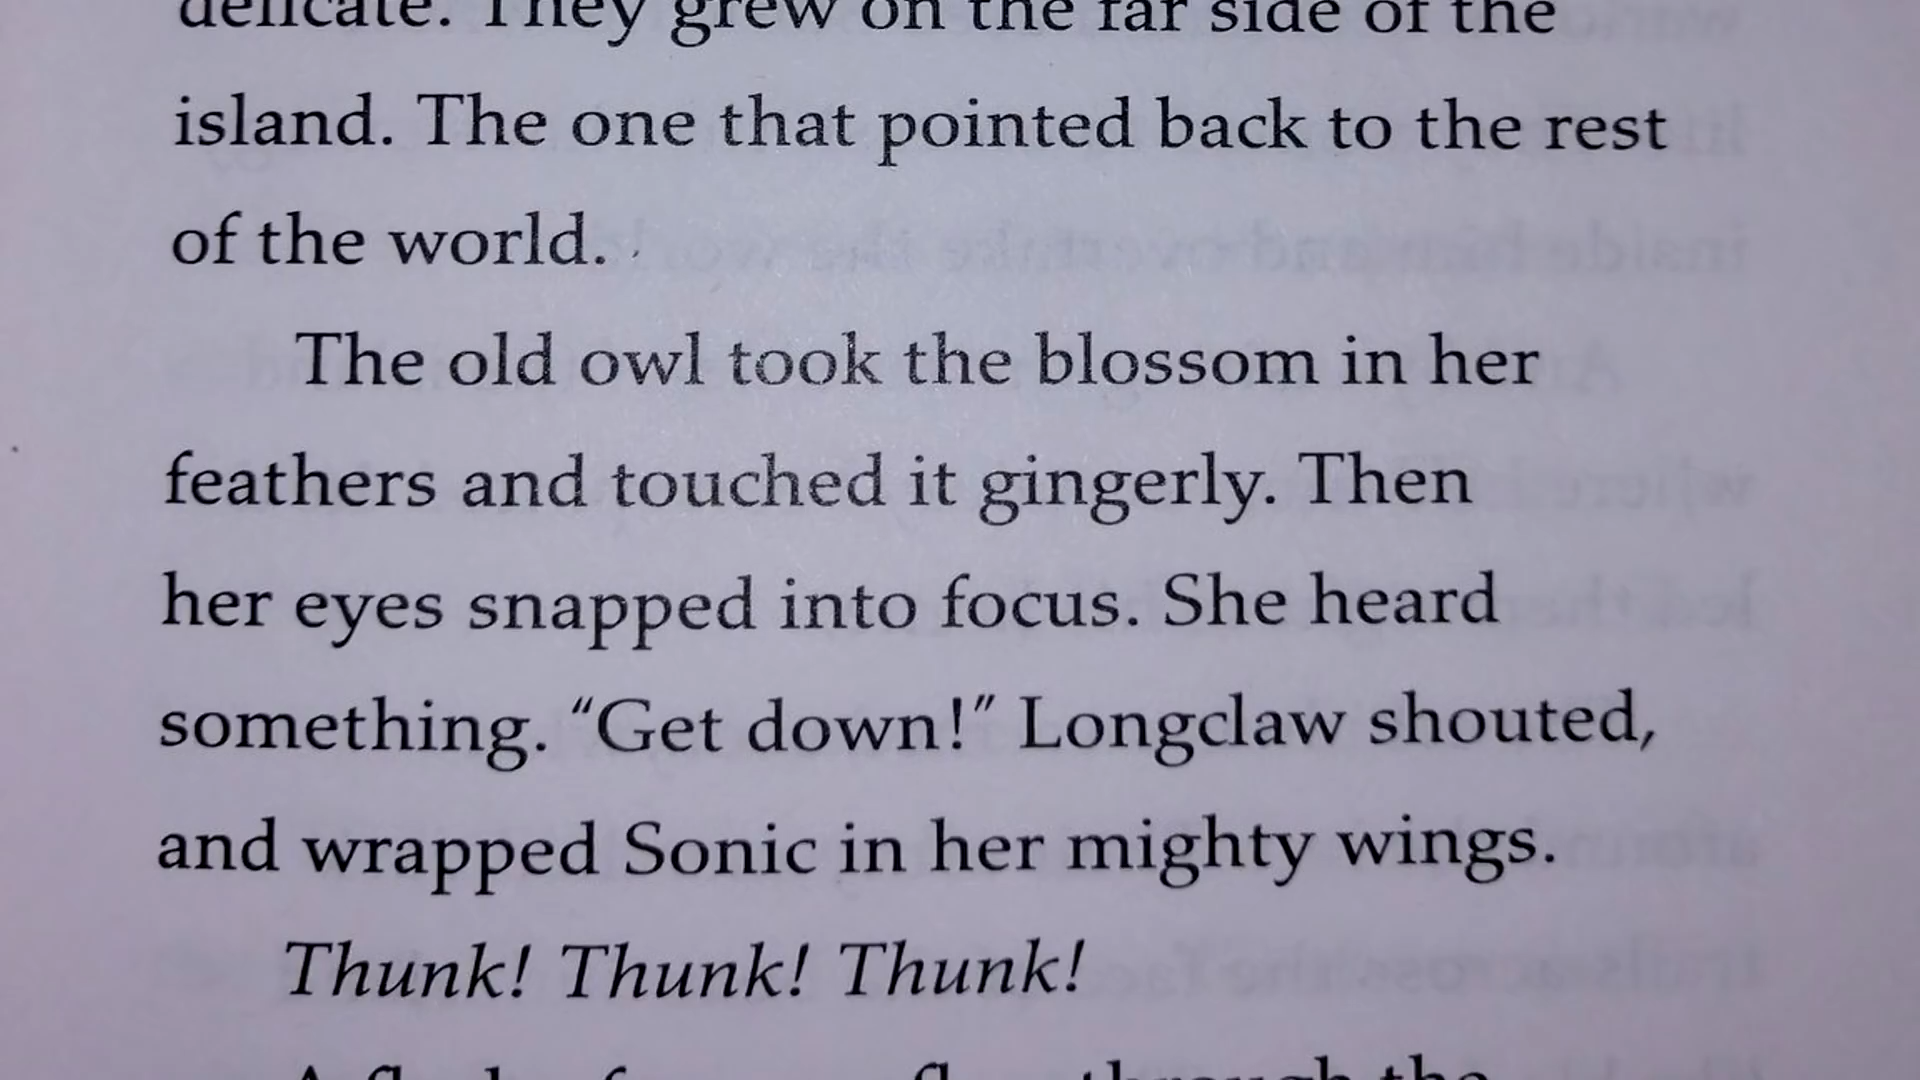 delicate. They grew on the far side of the
island. The one that pointed back to the rest
of the world.
The old owl took the blossom in her
feathers and touched it gingerly. Then
her eyes snapped into focus. She heard
something. “Get down!” Longclaw shouted,
and wrapped Sonic in her mighty wings.
Thunk! Thunk! Thunk!
through the